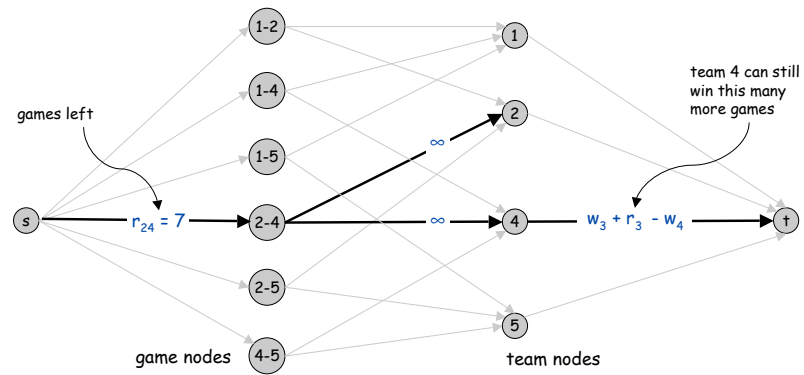 1-2
1
1-4
team 4 can still
win this many
more games
games left
2
∞
1-5
s
r24 = 7
2-4
∞
4
w3 + r3 - w4
t
2-5
5
game nodes
4-5
team nodes